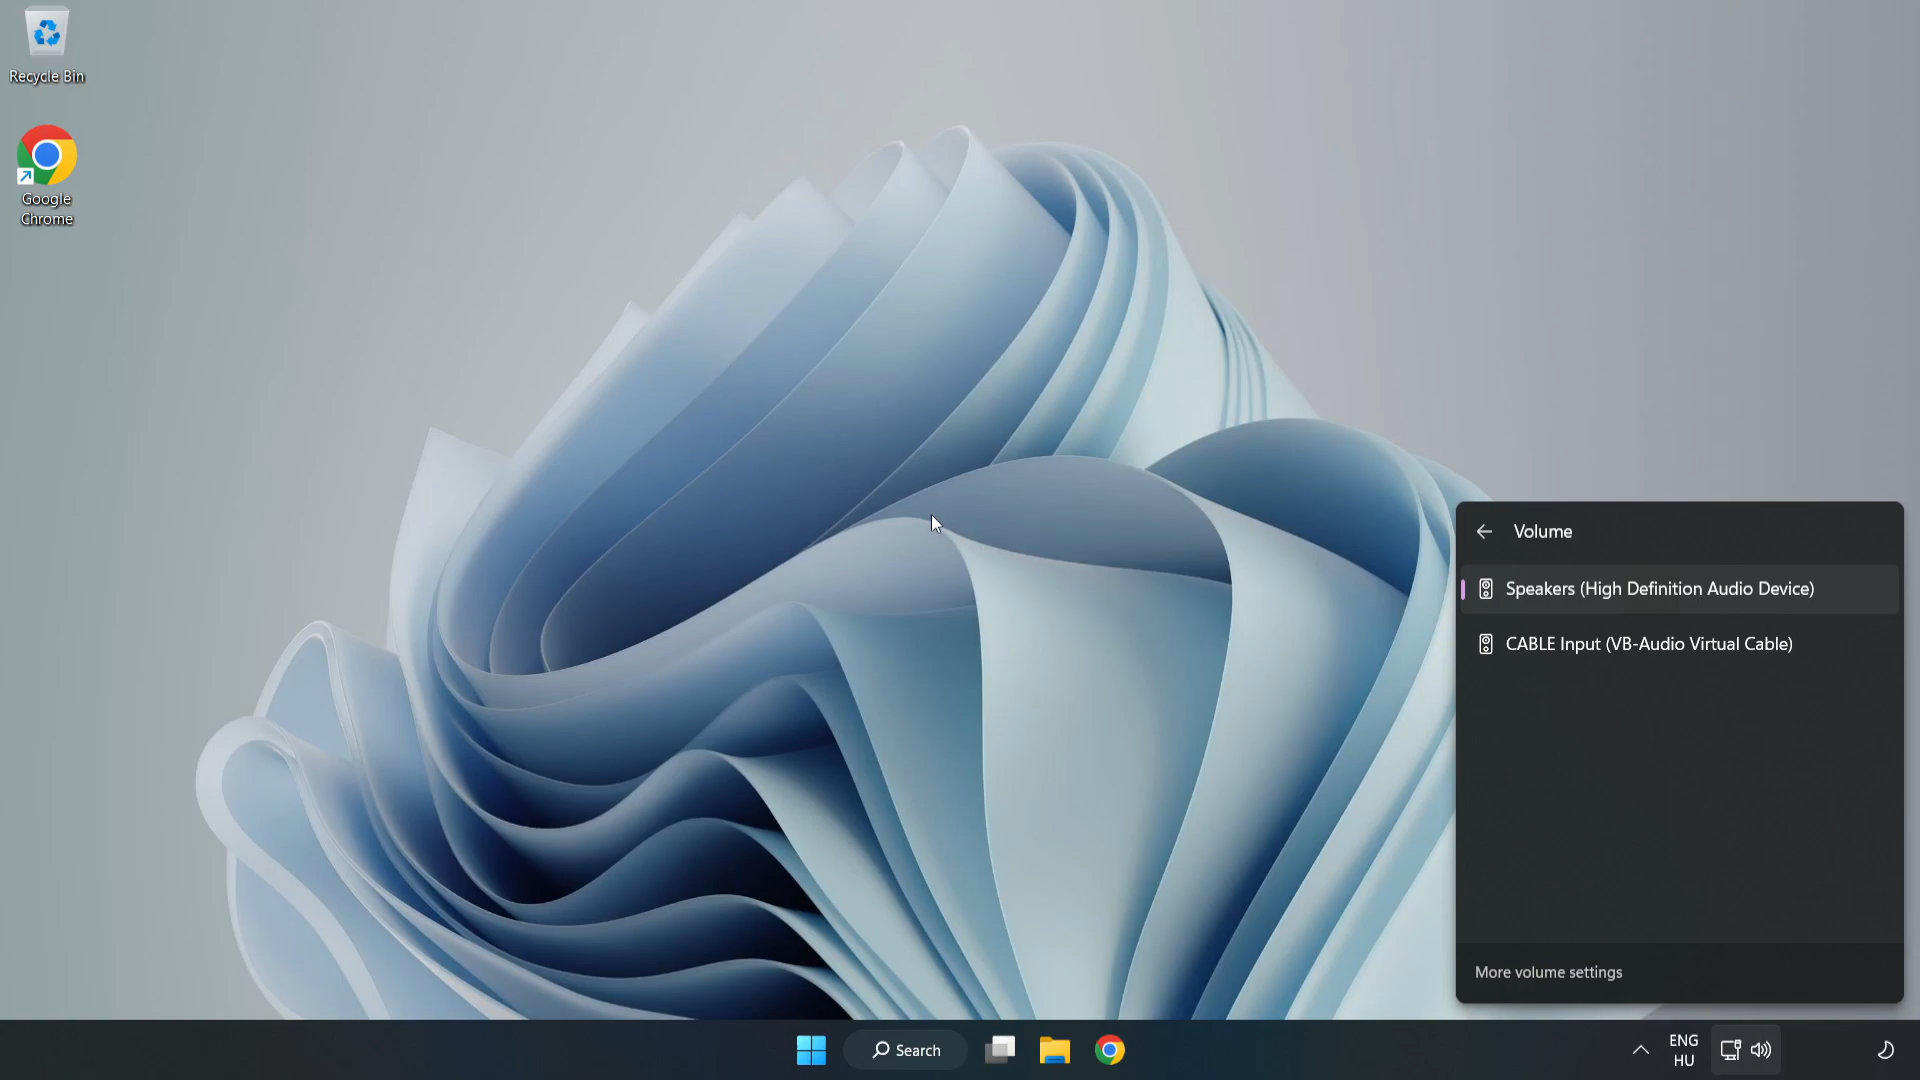 Recycle Bin
Google
Chrome
Volume
Speakers (High Definition Audio Device)
CABLE Input (VB-Audio Virtual Cable)
More volume settings
Search
ENG
HU